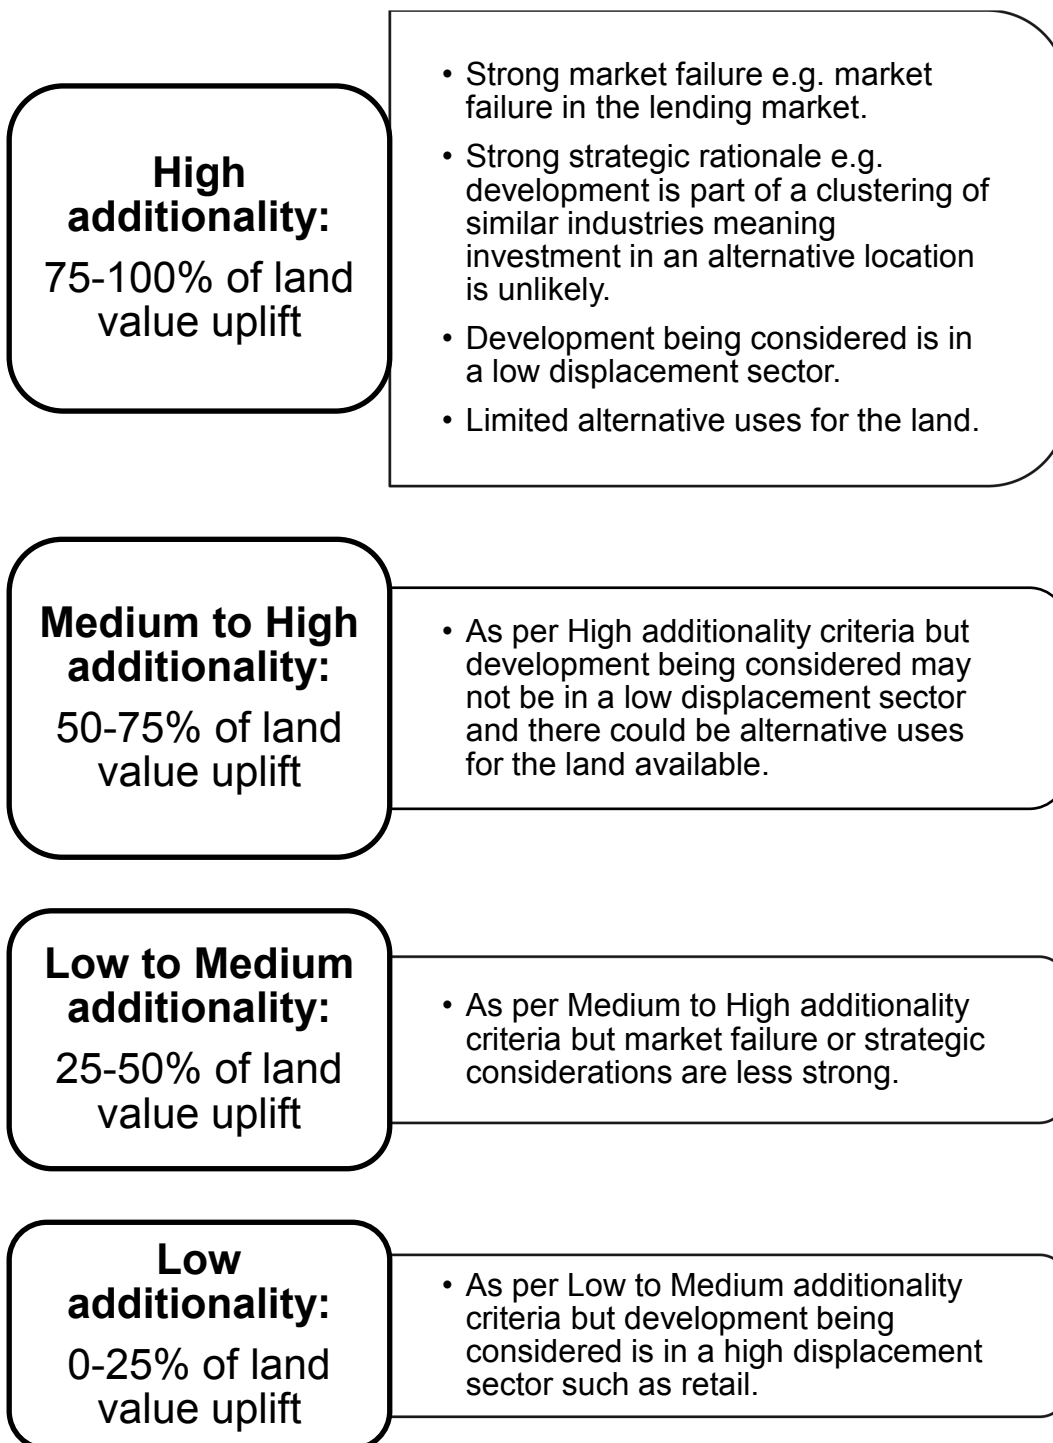 High
additionality:
75-100% of land
value uplift
• Strong market failure e.g. market
failure in the lending market.
• Strong strategic rationale e.g.
development is part of a clustering of
similar industries meaning
investment in an alternative location
is unlikely.
• Development being considered is in
a low displacement sector.
• Limited alternative uses for the land.
Medium to High
additionality:
50-75% of land
value uplift
• As per High additionality criteria but
development being considered may
not be in a low displacement sector
and there could be alternative uses
for the land available.
Low to Medium
additionality:
25-50% of land
value uplift
• As per Medium to High additionality
criteria but market failure or strategic
considerations are less strong.
Low
additionality:
0-25% of land
value uplift
• As per Low to Medium additionality
criteria but development being
considered is in a high displacement
sector such as retail.